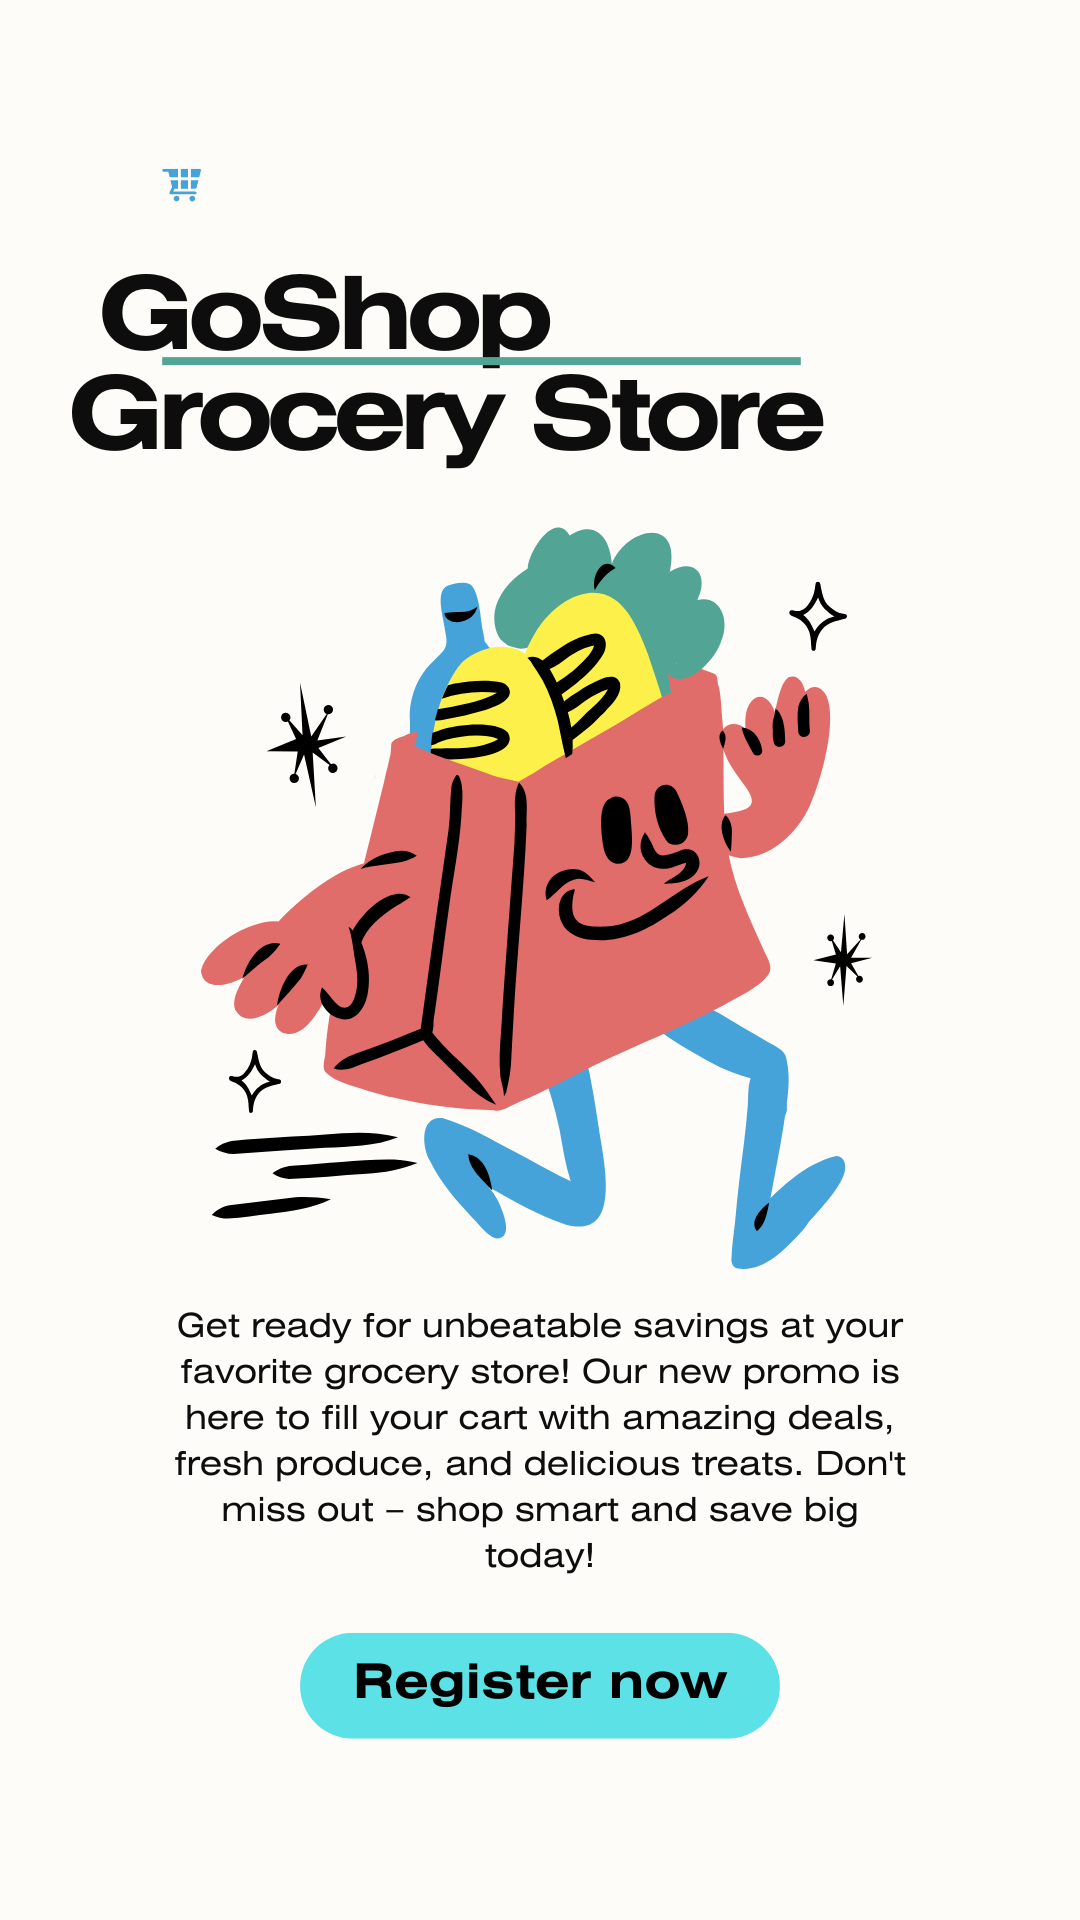 GoShop
Grocery Store
Get ready for unbeatable savings at your
favorite grocery store! Our new promo is
here to fill your cart with amazing deals,
fresh produce, and delicious treats. Don't
miss out – shop smart and save big
today!
Register now